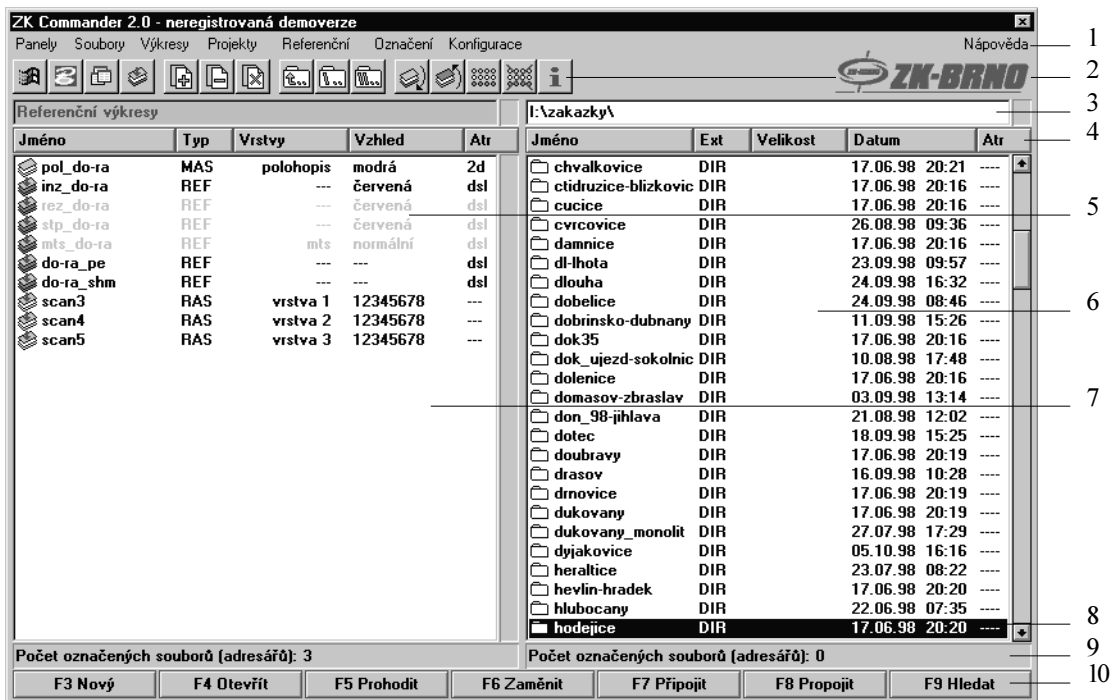 ZK Commander 2.0 - neregistrovaná demoverze
Panely Soubory Výkresy Projekty Referenční Označení Konfigurace Nápověda 1
ZK-BRNO 2
Referenční výkresy I:\zakazky\ 3
Jméno Typ Vrstvy Vzhled Atr Jméno Ext Velikost Datum Atr 4
pol_do-ra MAS polohopis modrá 2d chvalkovice DIR 17.06.98 20:21 ----
inz_do-ra REF --- červená dsl ctidruzice-blizkovic DIR 17.06.98 20:16 ----
rez_do-ra REF --- červená dsl cucice DIR 17.06.98 20:16 ---- 5
stp_do-ra REF --- červená dsl cvrcovice DIR 26.08.98 09:36 ----
mts_do-ra REF mts normální dsl damnice DIR 17.06.98 20:16 ----
do-ra_pe REF --- --- dsl dl-lhota DIR 23.09.98 09:57 ----
do-ra_shm REF --- --- dsl dlouha DIR 24.09.98 16:32 ----
scan3 RAS vrstva 1 12345678 --- dobelice DIR 24.09.98 08:46 ---- 6
scan4 RAS vrstva 2 12345678 --- dobrinsko-dubnany DIR 11.09.98 15:26 ----
scan5 RAS vrstva 3 12345678 --- dok35 DIR 17.06.98 20:16 ----
dok_ujezd-sokolnic DIR 10.08.98 17:48 ----
dolenice DIR 17.06.98 20:16 ----
domasov-zbraslav DIR 03.09.98 13:14 ---- 7
don_98-jihlava DIR 21.08.98 12:02 ----
dotec DIR 18.09.98 15:25 ----
doubravy DIR 17.06.98 20:19 ----
drasov DIR 16.09.98 10:28 ----
drnovice DIR 17.06.98 20:19 ----
dukovany DIR 17.06.98 20:19 ----
dukovany_monolit DIR 27.07.98 17:29 ----
dyjakovice DIR 05.10.98 16:16 ----
heraltice DIR 23.07.98 08:22 ----
hevlin-hradek DIR 17.06.98 20:20 ----
hlubocany DIR 22.06.98 07:35 ----
hodejice DIR 17.06.98 20:20 ---- 8
Počet označených souborů (adresářů): 3 Počet označených souborů (adresářů): 0 9
F3 Nový F4 Otevřít F5 Prohodit F6 Zaměnit F7 Připojit F8 Propojit F9 Hledat 10